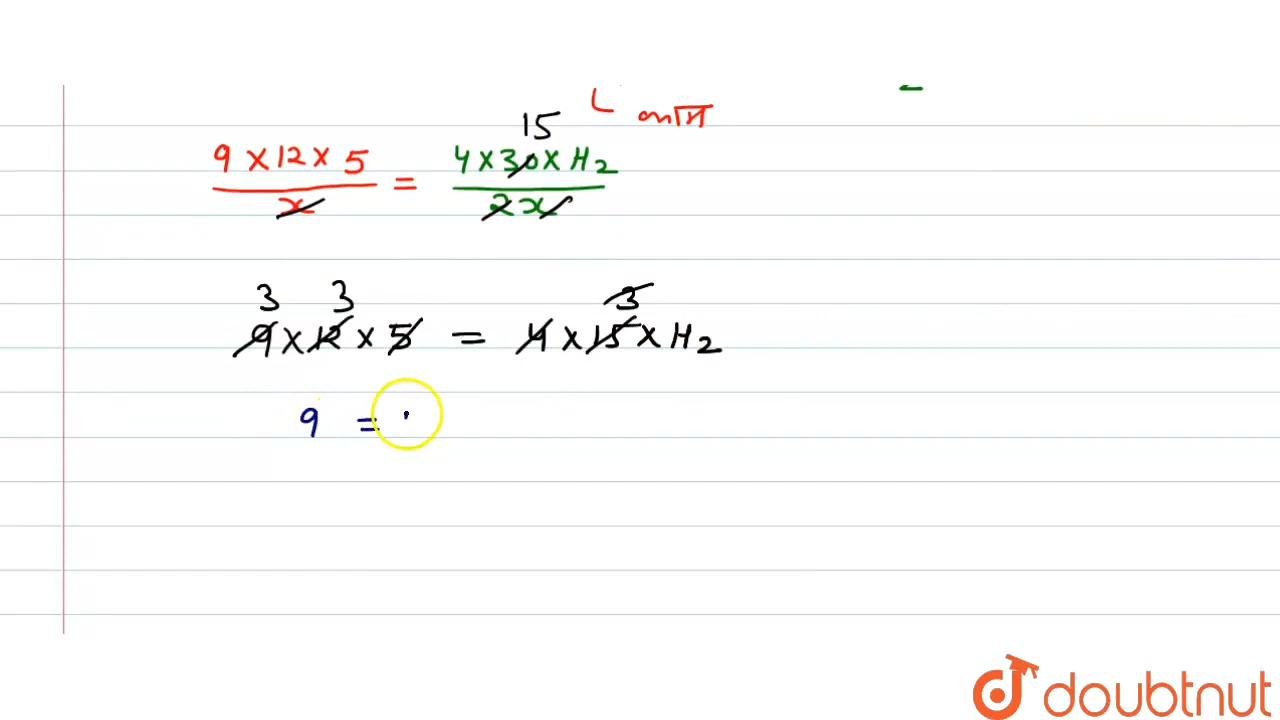 15 कार्य
9 × 12 × 5 / x = 4 × 30 × H2 / 2x
3 3 3
9 × 12 × 5 = 4 × 15 × H2
9 =
doubtnut